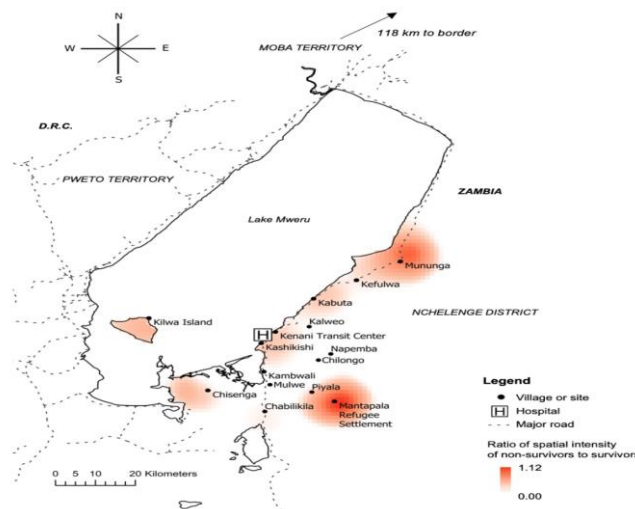 N
W E
S
118 km to border
MOBA TERRITORY
D.R.C.
PWETO TERRITORY
ZAMBIA
Lake Mweru
Mununga
Kefulwa
Kabuta
NCHELENGE DISTRICT
Kilwa Island
Kalweo
H
Kenani Transit Center
Kashikishi
Napemba
Chilongo
Kambwali
Mulwe
Piyala
Chisenga
Chabilikila
Mantapala
Refugee
Settlement
Legend
Village or site
H Hospital
Major road
Ratio of spatial intensity
of non-survivors to survivors
1.12
0.00
0 5 10 20 Kilometers